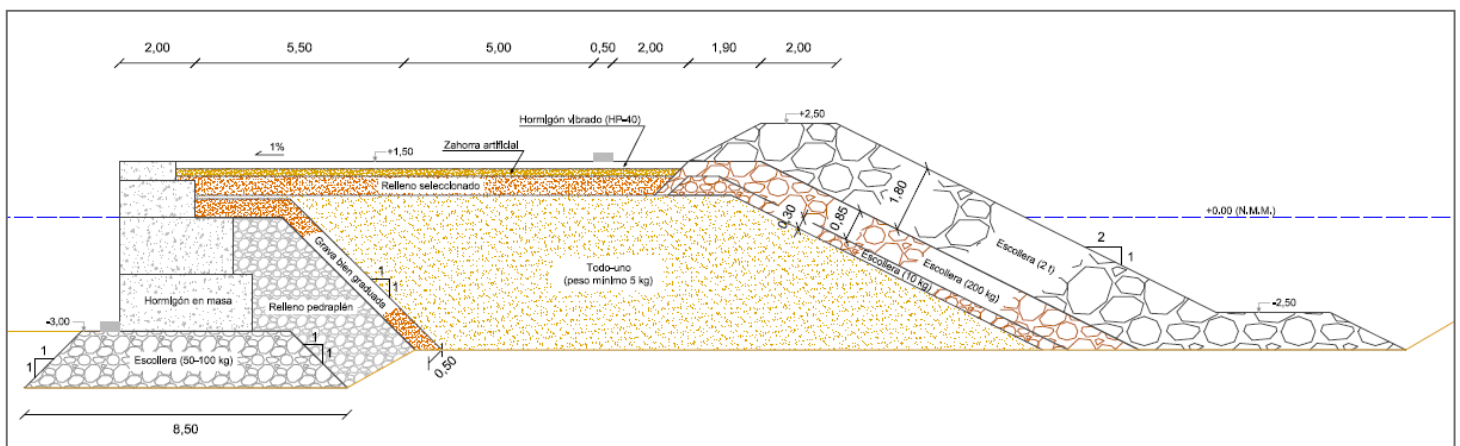 2,00
5,50
5,00
0,50
2,00
1,90
2,00
+2,50
Hormigón vibrado (HP-40)
Zahorra artificial
1%
+1,50
Relleno seleccionado
1,80
+0.00 (N.M.M.)
0,30
0,85
2
1
Escollera (2 t)
Grava bien graduada
1
1
Todo-uno
(peso mínimo 5 kg)
Escollera (200 kg)
Escollera (10 kg)
Hormigón en masa
Relleno pedraplén
-2,50
-3,00
1
1
Escollera (50-100 kg)
1
1
0,50
8,50